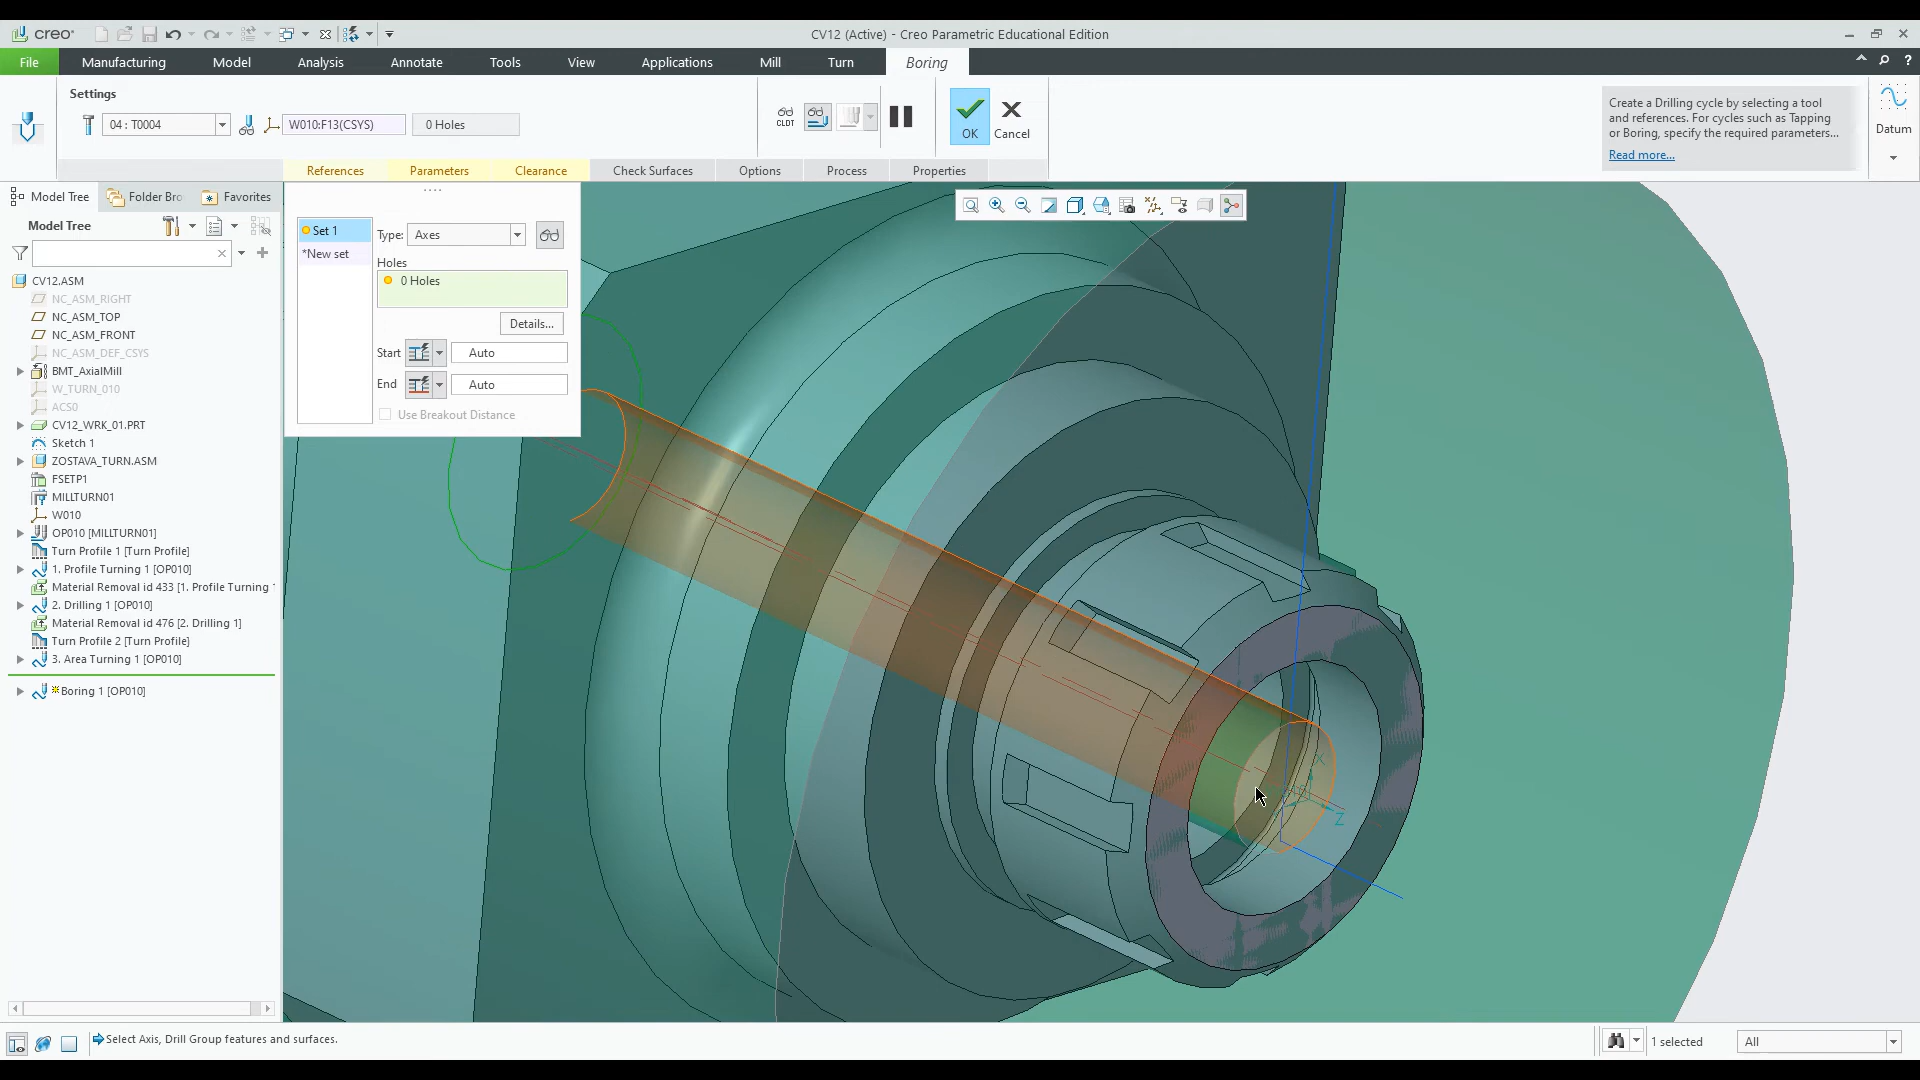 creo
CV12 (Active) - Creo Parametric Educational Edition
File
Manufacturing
Model
Analysis
Annotate
Tools
View
Applications
Mill
Turn
Boring
Settings
04 : T0004
W010:F13(CSYS)
0 Holes
CLDT
OK
Cancel
Create a Drilling cycle by selecting a tool
and references. For cycles such as Tapping
or Boring, specify the required parameters...
Read more...
Datum
References
Parameters
Clearance
Check Surfaces
Options
Process
Properties
Model Tree
Folder Bro
Favorites
Model Tree
CV12.ASM
NC_ASM_RIGHT
NC_ASM_TOP
NC_ASM_FRONT
NC_ASM_DEF_CSYS
BMT_AxialMill
W_TURN_010
ACS0
CV12_WRK_01.PRT
Sketch 1
ZOSTAVA_TURN.ASM
FSETP1
MILLTURN01
W010
OP010 [MILLTURN01]
Turn Profile 1 [Turn Profile]
1. Profile Turning 1 [OP010]
Material Removal id 433 [1. Profile Turning
2. Drilling 1 [OP010]
Material Removal id 476 [2. Drilling 1]
Turn Profile 2 [Turn Profile]
3. Area Turning 1 [OP010]
Boring 1 [OP010]
Set 1
*New set
Type:
Axes
Holes
0 Holes
Details...
Start
Auto
End
Auto
Use Breakout Distance
X
Z
Select Axis, Drill Group features and surfaces.
1 selected
All